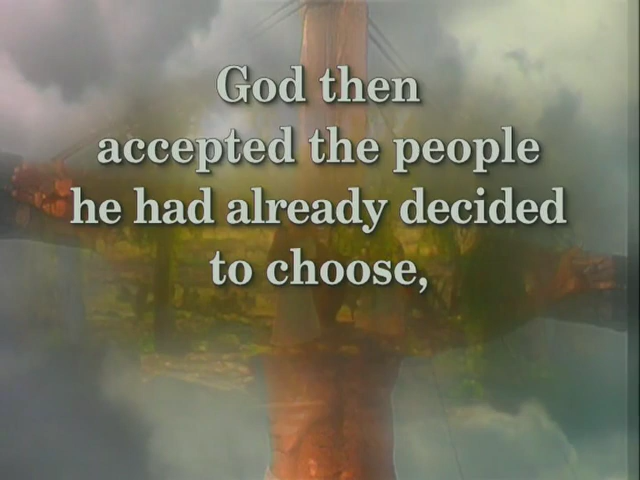 God then
accepted the people
he had already decided
to choose,